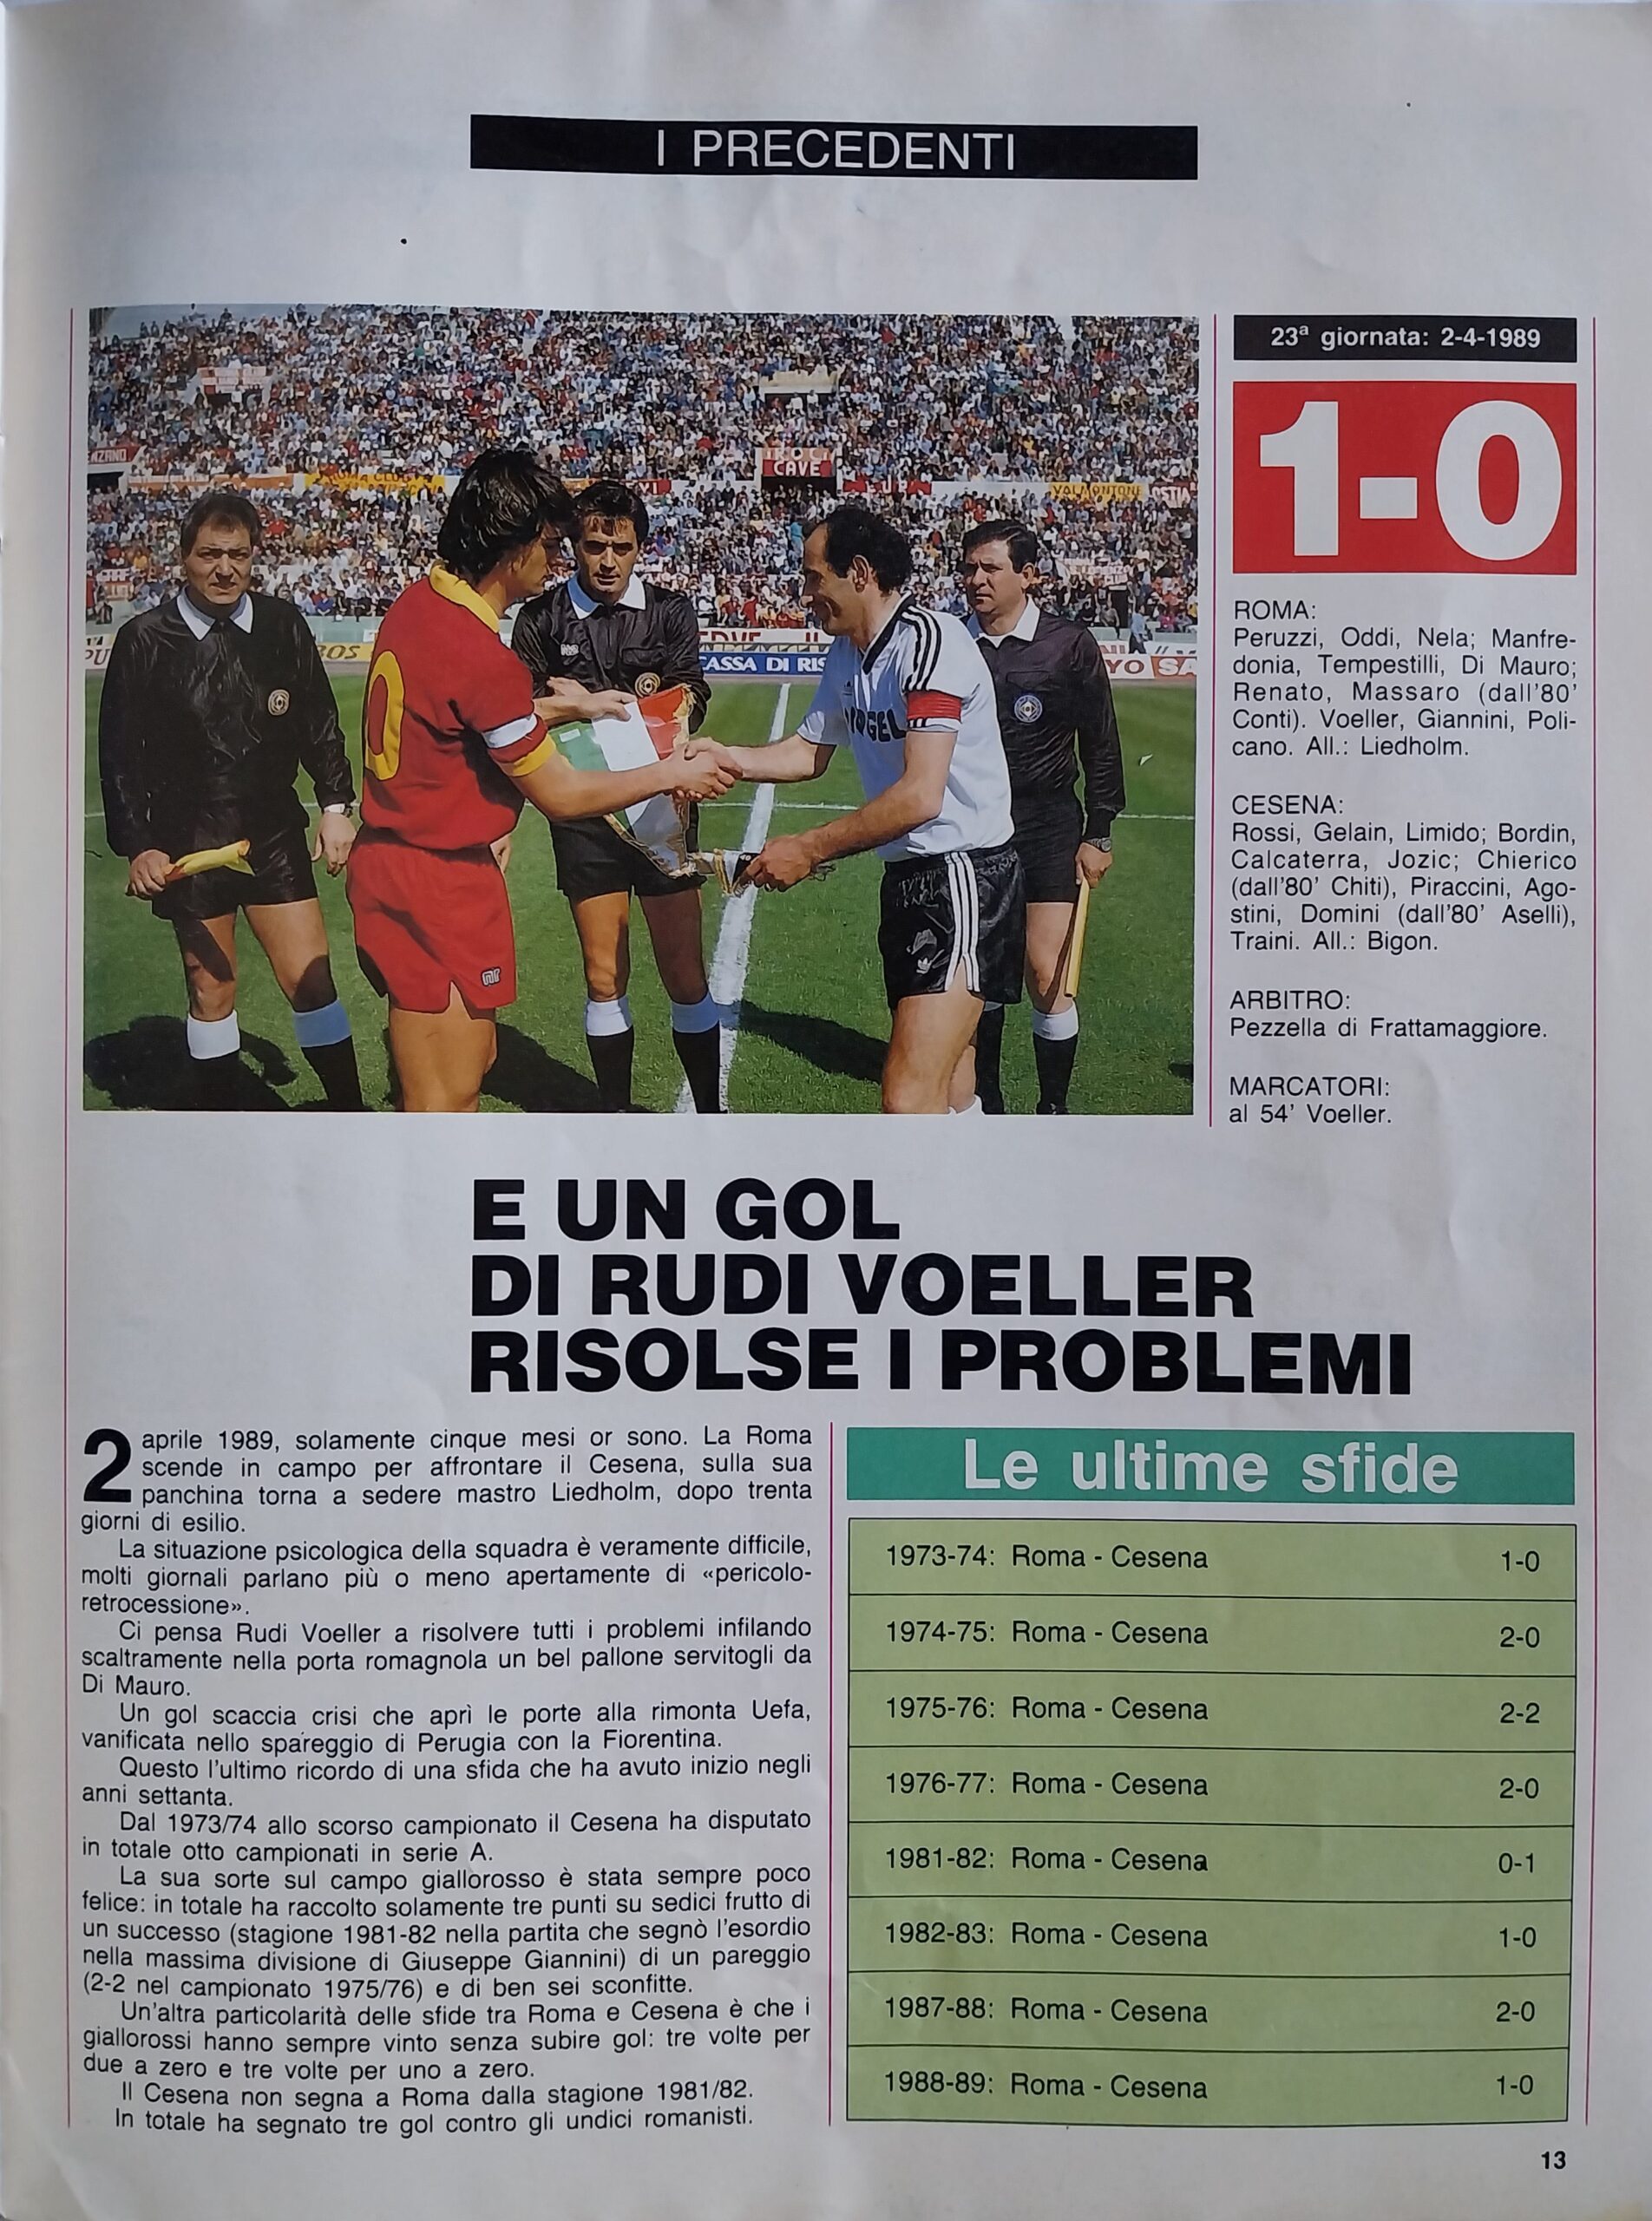 I PRECEDENTI
AZANO
ROMA CLUB
CAVE
OSTIA
BOS
CASSA DI RIS
YO SA
23ª giornata: 2-4-1989
1-0
ROMA:
Peruzzi, Oddi, Nela; Manfre-
donia, Tempestilli, Di Mauro;
Renato, Massaro (dall'80'
Conti). Voeller, Giannini, Poli-
cano. All.: Liedholm.
CESENA:
Rossi, Gelain, Limido; Bordin,
Calcaterra, Jozic; Chierico
(dall'80' Chiti), Piraccini, Ago-
stini, Domini (dall'80' Aselli),
Traini. All.: Bigon.
ARBITRO:
Pezzella di Frattamaggiore.
MARCATORI:
al 54' Voeller.
E UN GOL
DI RUDI VOELLER
RISOLSE I PROBLEMI
2 aprile 1989, solamente cinque mesi or sono. La Roma
scende in campo per affrontare il Cesena, sulla sua
panchina torna a sedere mastro Liedholm, dopo trenta
giorni di esilio.
La situazione psicologica della squadra è veramente difficile,
molti giornali parlano più o meno apertamente di «pericolo-
retrocessione».
Ci pensa Rudi Voeller a risolvere tutti i problemi infilando
scaltramente nella porta romagnola un bel pallone servitogli da
Di Mauro.
Un gol scaccia crisi che aprì le porte alla rimonta Uefa,
vanificata nello spareggio di Perugia con la Fiorentina.
Questo l'ultimo ricordo di una sfida che ha avuto inizio negli
anni settanta.
Dal 1973/74 allo scorso campionato il Cesena ha disputato
in totale otto campionati in serie A.
La sua sorte sul campo giallorosso è stata sempre poco
felice: in totale ha raccolto solamente tre punti su sedici frutto di
un successo (stagione 1981-82 nella partita che segnò l'esordio
nella massima divisione di Giuseppe Giannini) di un pareggio
(2-2 nel campionato 1975/76) e di ben sei sconfitte.
Un'altra particolarità delle sfide tra Roma e Cesena è che i
giallorossi hanno sempre vinto senza subire gol: tre volte per
due a zero e tre volte per uno a zero.
Il Cesena non segna a Roma dalla stagione 1981/82.
In totale ha segnato tre gol contro gli undici romanisti.
Le ultime sfide
1973-74: Roma - Cesena 1-0
1974-75: Roma - Cesena 2-0
1975-76: Roma - Cesena 2-2
1976-77: Roma - Cesena 2-0
1981-82: Roma - Cesena 0-1
1982-83: Roma - Cesena 1-0
1987-88: Roma - Cesena 2-0
1988-89: Roma - Cesena 1-0
13